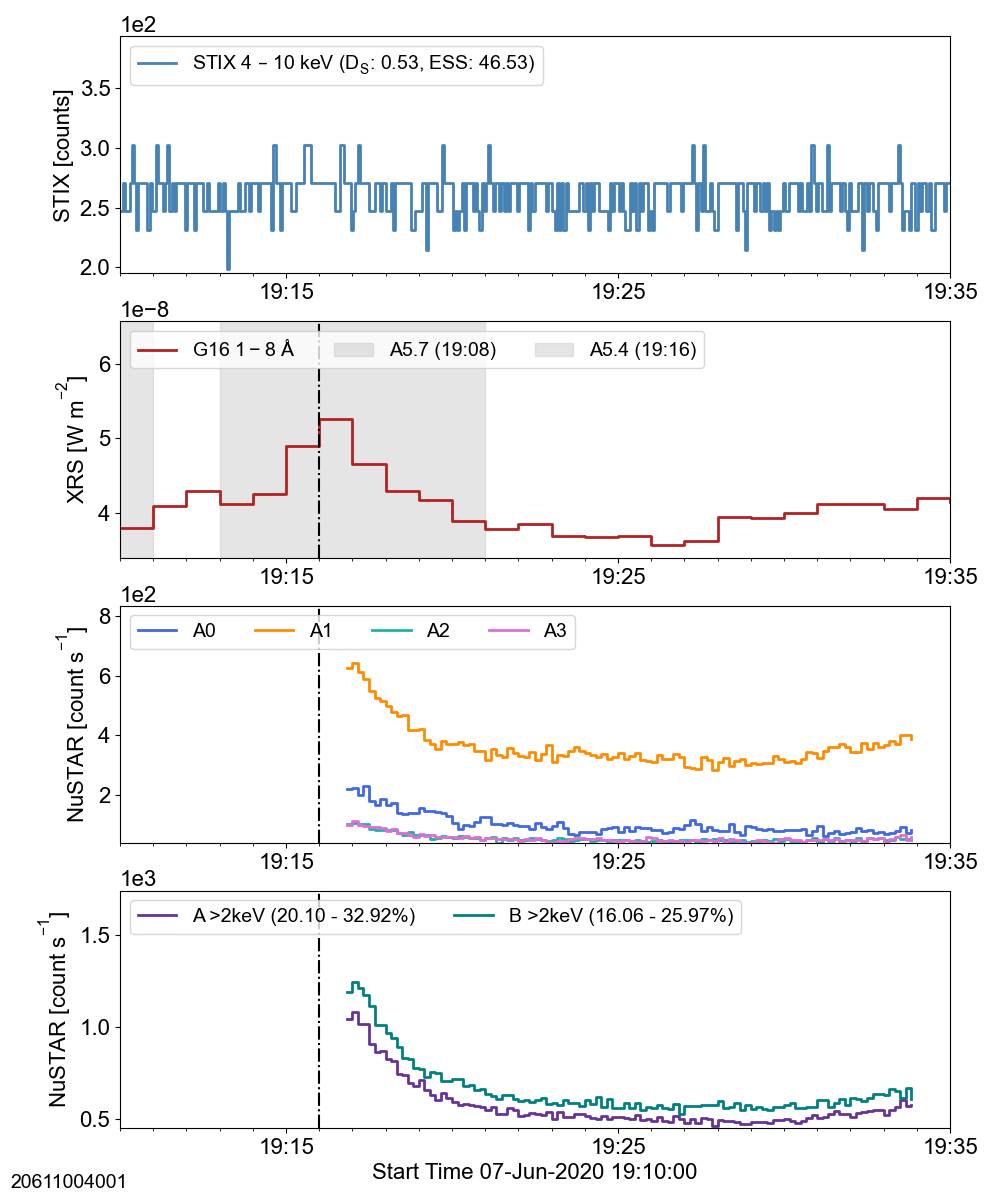 1e2
STIX 4 – 10 keV (DS: 0.53, ESS: 46.53)
STIX [counts]
3.5
3.0
2.5
2.0
19:15 19:25 19:35
1e−8
G16 1 − 8 Å A5.7 (19:08) A5.4 (19:16)
XRS [W m−2]
6
5
4
19:15 19:25 19:35
1e2
A0 A1 A2 A3
NuSTAR [count s−1]
8
6
4
2
19:15 19:25 19:35
1e3
A >2keV (20.10 - 32.92%) B >2keV (16.06 - 25.97%)
NuSTAR [count s−1]
1.5
1.0
0.5
19:15 19:25 19:35
Start Time 07-Jun-2020 19:10:00
20611004001